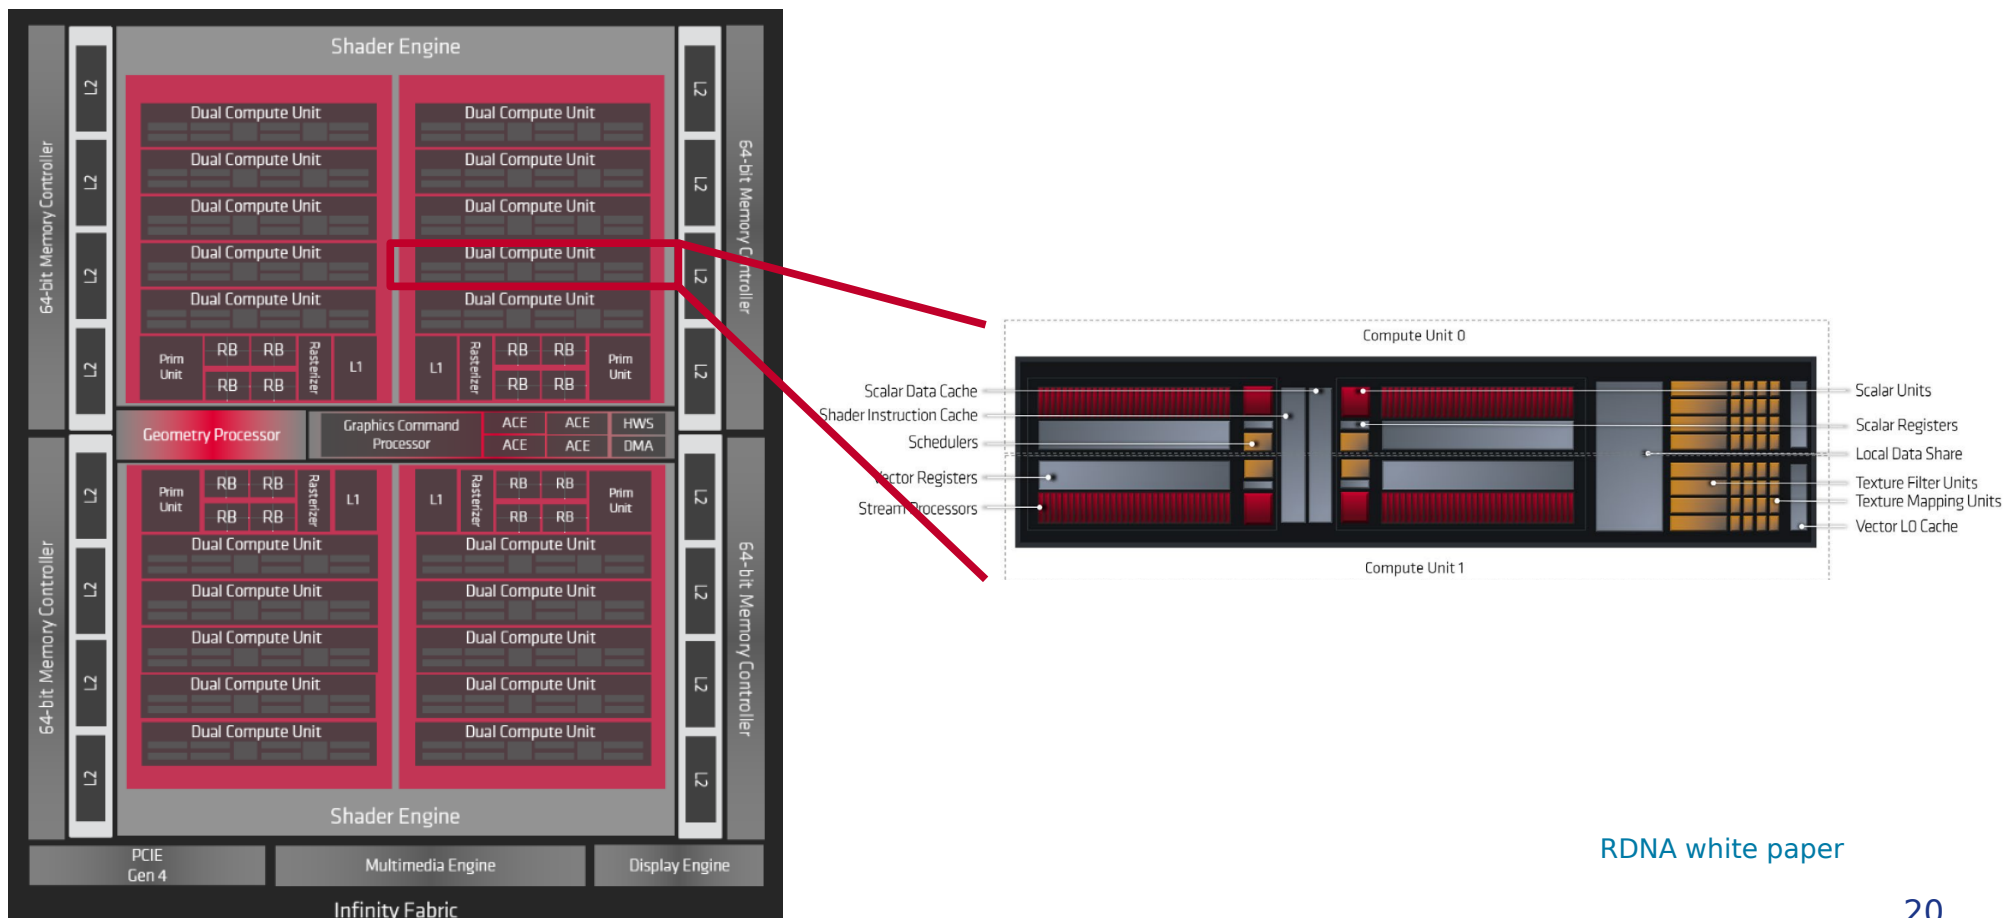 Shader Engine
64-bit Memory Controller
L2
L2
L2
L2
Dual Compute Unit
Dual Compute Unit
Dual Compute Unit
Dual Compute Unit
Dual Compute Unit
Prim
Unit
RB RB
RB RB
Rasterizer
L1
Dual Compute Unit
Dual Compute Unit
Dual Compute Unit
Dual Compute Unit
Dual Compute Unit
L1
Rasterizer
RB RB
RB RB
Prim
Unit
L2
L2
L2
L2
64-bit Memory Controller
Geometry Processor
Graphics Command
Processor
ACE ACE HWS
ACE ACE DMA
64-bit Memory Controller
L2
L2
L2
L2
Prim
Unit
RB RB
RB RB
Rasterizer
L1
Dual Compute Unit
Dual Compute Unit
Dual Compute Unit
Dual Compute Unit
Dual Compute Unit
L1
Rasterizer
RB RB
RB RB
Prim
Unit
Dual Compute Unit
Dual Compute Unit
Dual Compute Unit
Dual Compute Unit
Dual Compute Unit
L2
L2
L2
L2
64-bit Memory Controller
Shader Engine
PCIE
Gen 4
Multimedia Engine
Display Engine
Infinity Fabric
Compute Unit 0
Scalar Data Cache
Shader Instruction Cache
Schedulers
Vector Registers
Stream Processors
Scalar Units
Scalar Registers
Local Data Share
Texture Filter Units
Texture Mapping Units
Vector L0 Cache
Compute Unit 1
RDNA white paper
20